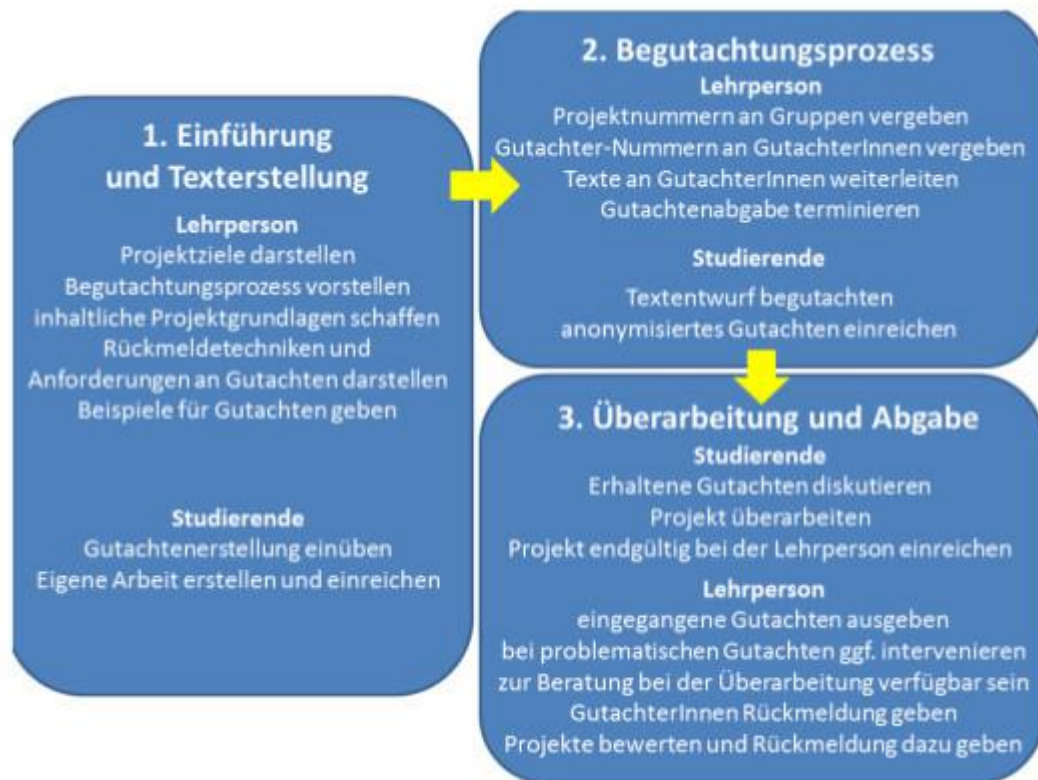 1. Einführung
und Texterstellung
Lehrperson
Projektziele darstellen
Begutachtungsprozess vorstellen
inhaltliche Projektgrundlagen schaffen
Rückmeldetechniken und
Anforderungen an Gutachten darstellen
Beispiele für Gutachten geben
Studierende
Gutachtenerstellung einüben
Eigene Arbeit erstellen und einreichen
2. Begutachtungsprozess
Lehrperson
Projektnummern an Gruppen vergeben
Gutachter-Nummern an GutachterInnen vergeben
Texte an GutachterInnen weiterleiten
Gutachtenabgabe terminieren
Studierende
Textentwurf begutachten
anonymisiertes Gutachten einreichen
3. Überarbeitung und Abgabe
Studierende
Erhaltene Gutachten diskutieren
Projekt überarbeiten
Projekt endgültig bei der Lehrperson einreichen
Lehrperson
eingegangene Gutachten ausgeben
bei problematischen Gutachten ggf. intervenieren
zur Beratung bei der Überarbeitung verfügbar sein
GutachterInnen Rückmeldung geben
Projekte bewerten und Rückmeldung dazu geben